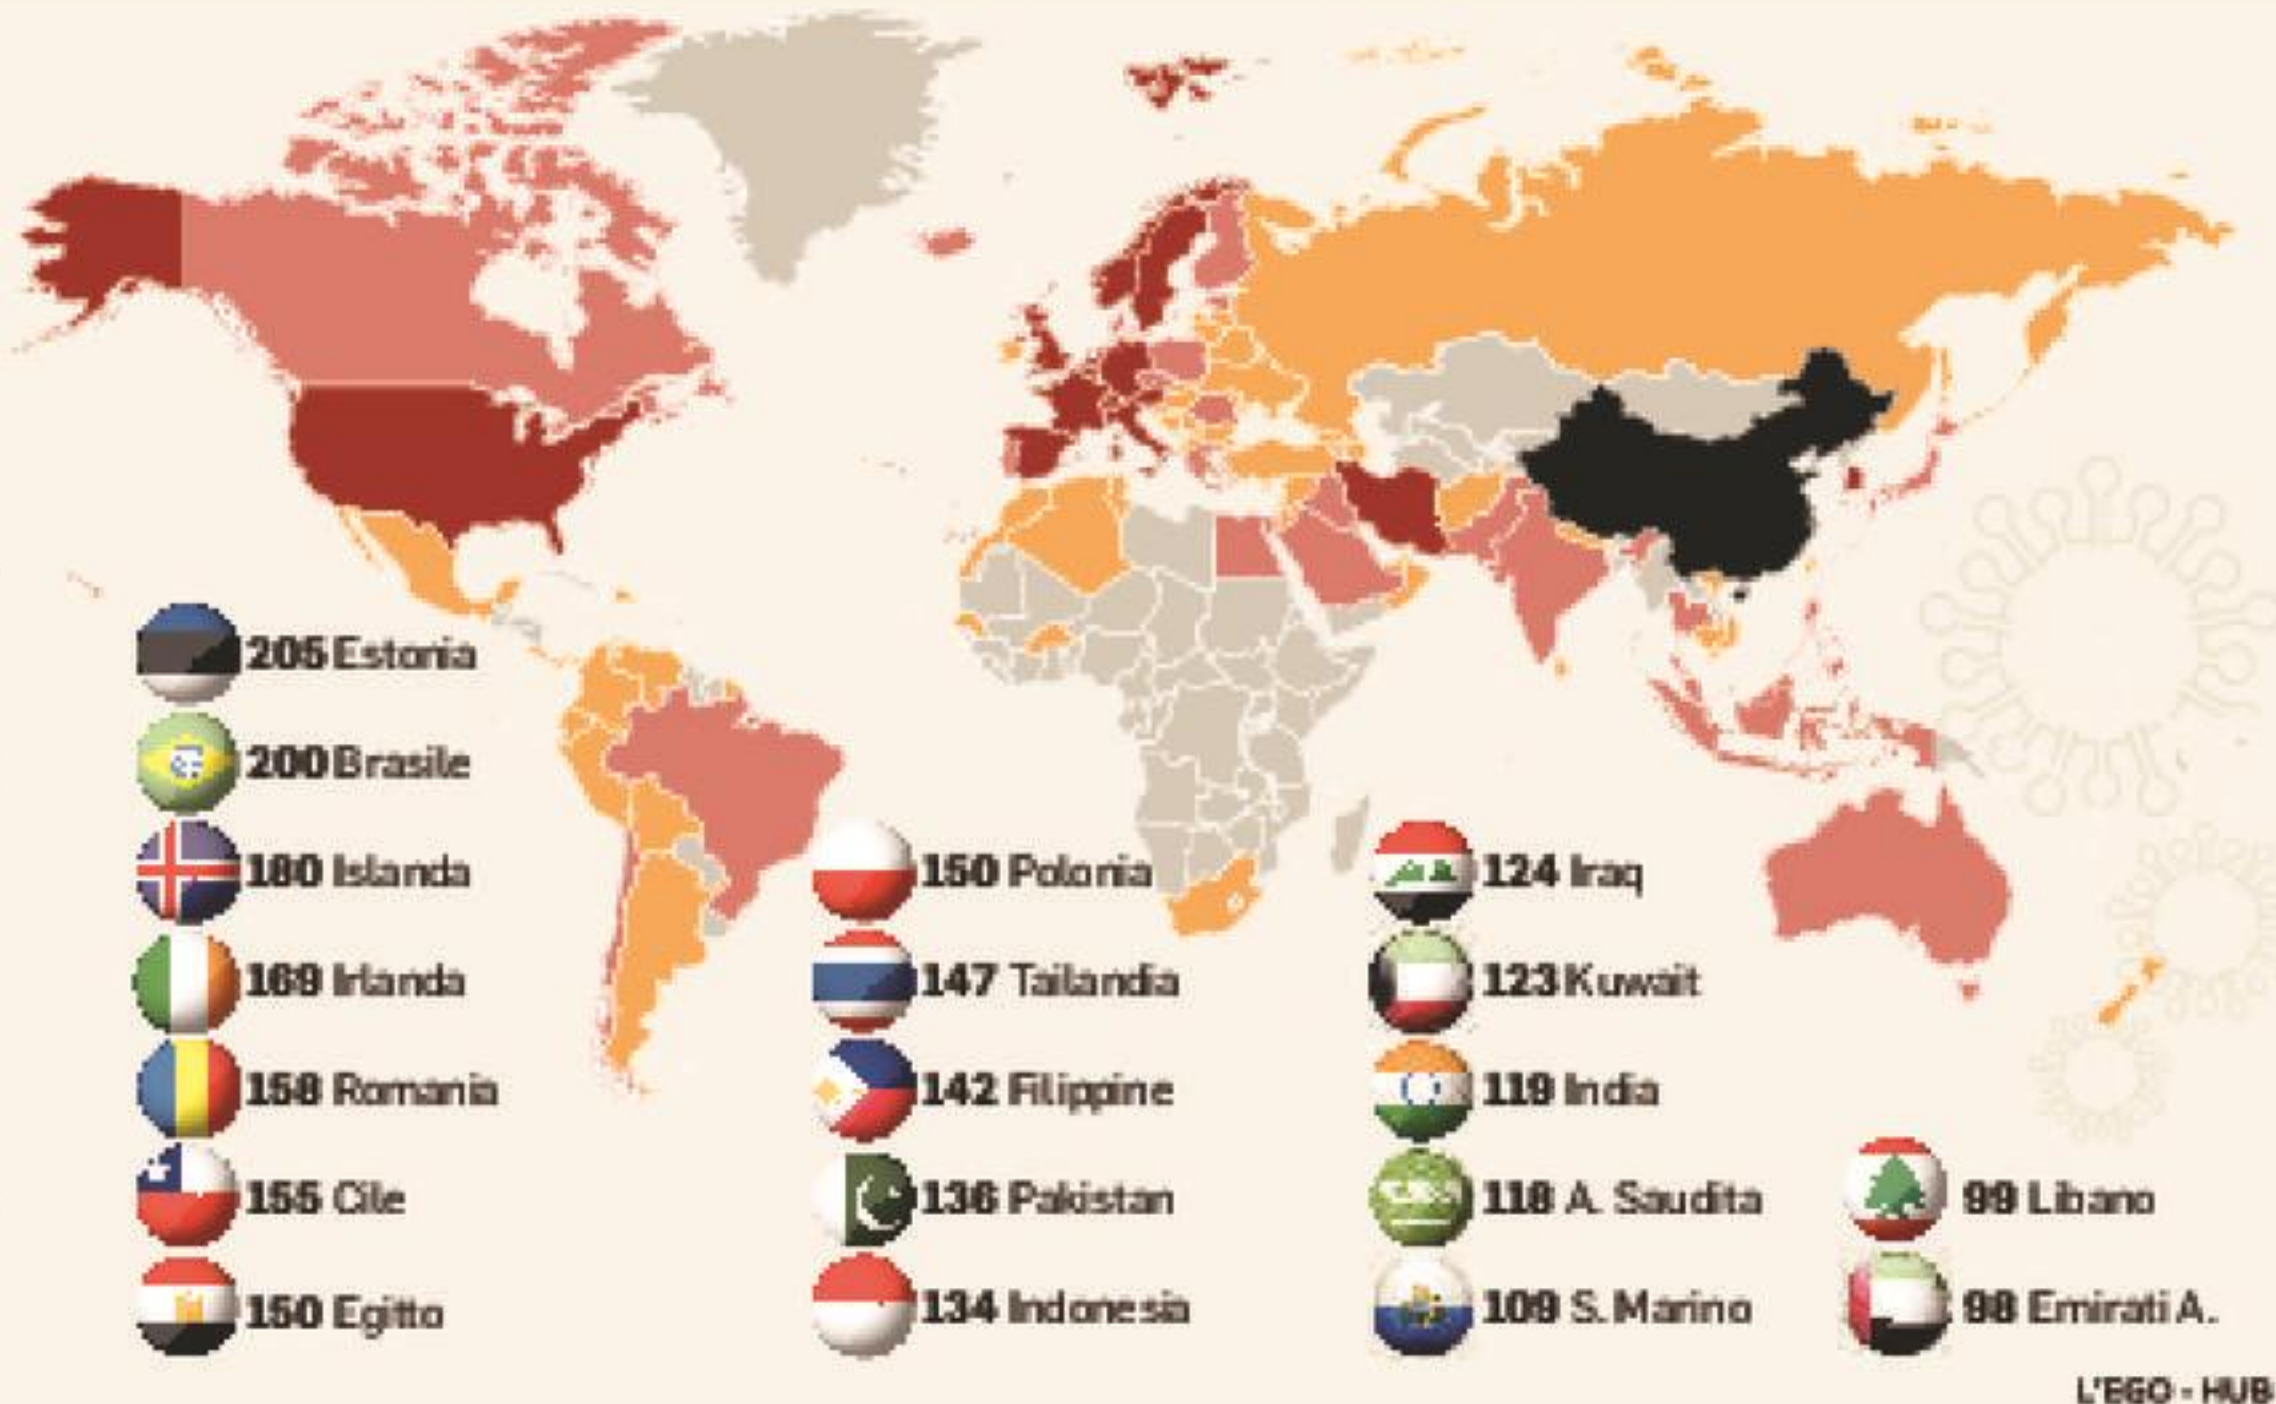 205 Estonia
200 Brasile
180 Islanda
169 Irlanda
158 Romania
155 Cile
150 Egitto
150 Polonia
147 Tailandia
142 Filippine
136 Pakistan
134 Indonesia
124 Iraq
123 Kuwait
119 India
118 A. Saudita
109 S. Marino
99 Libano
98 Emirati A.
L'EGO - HUB